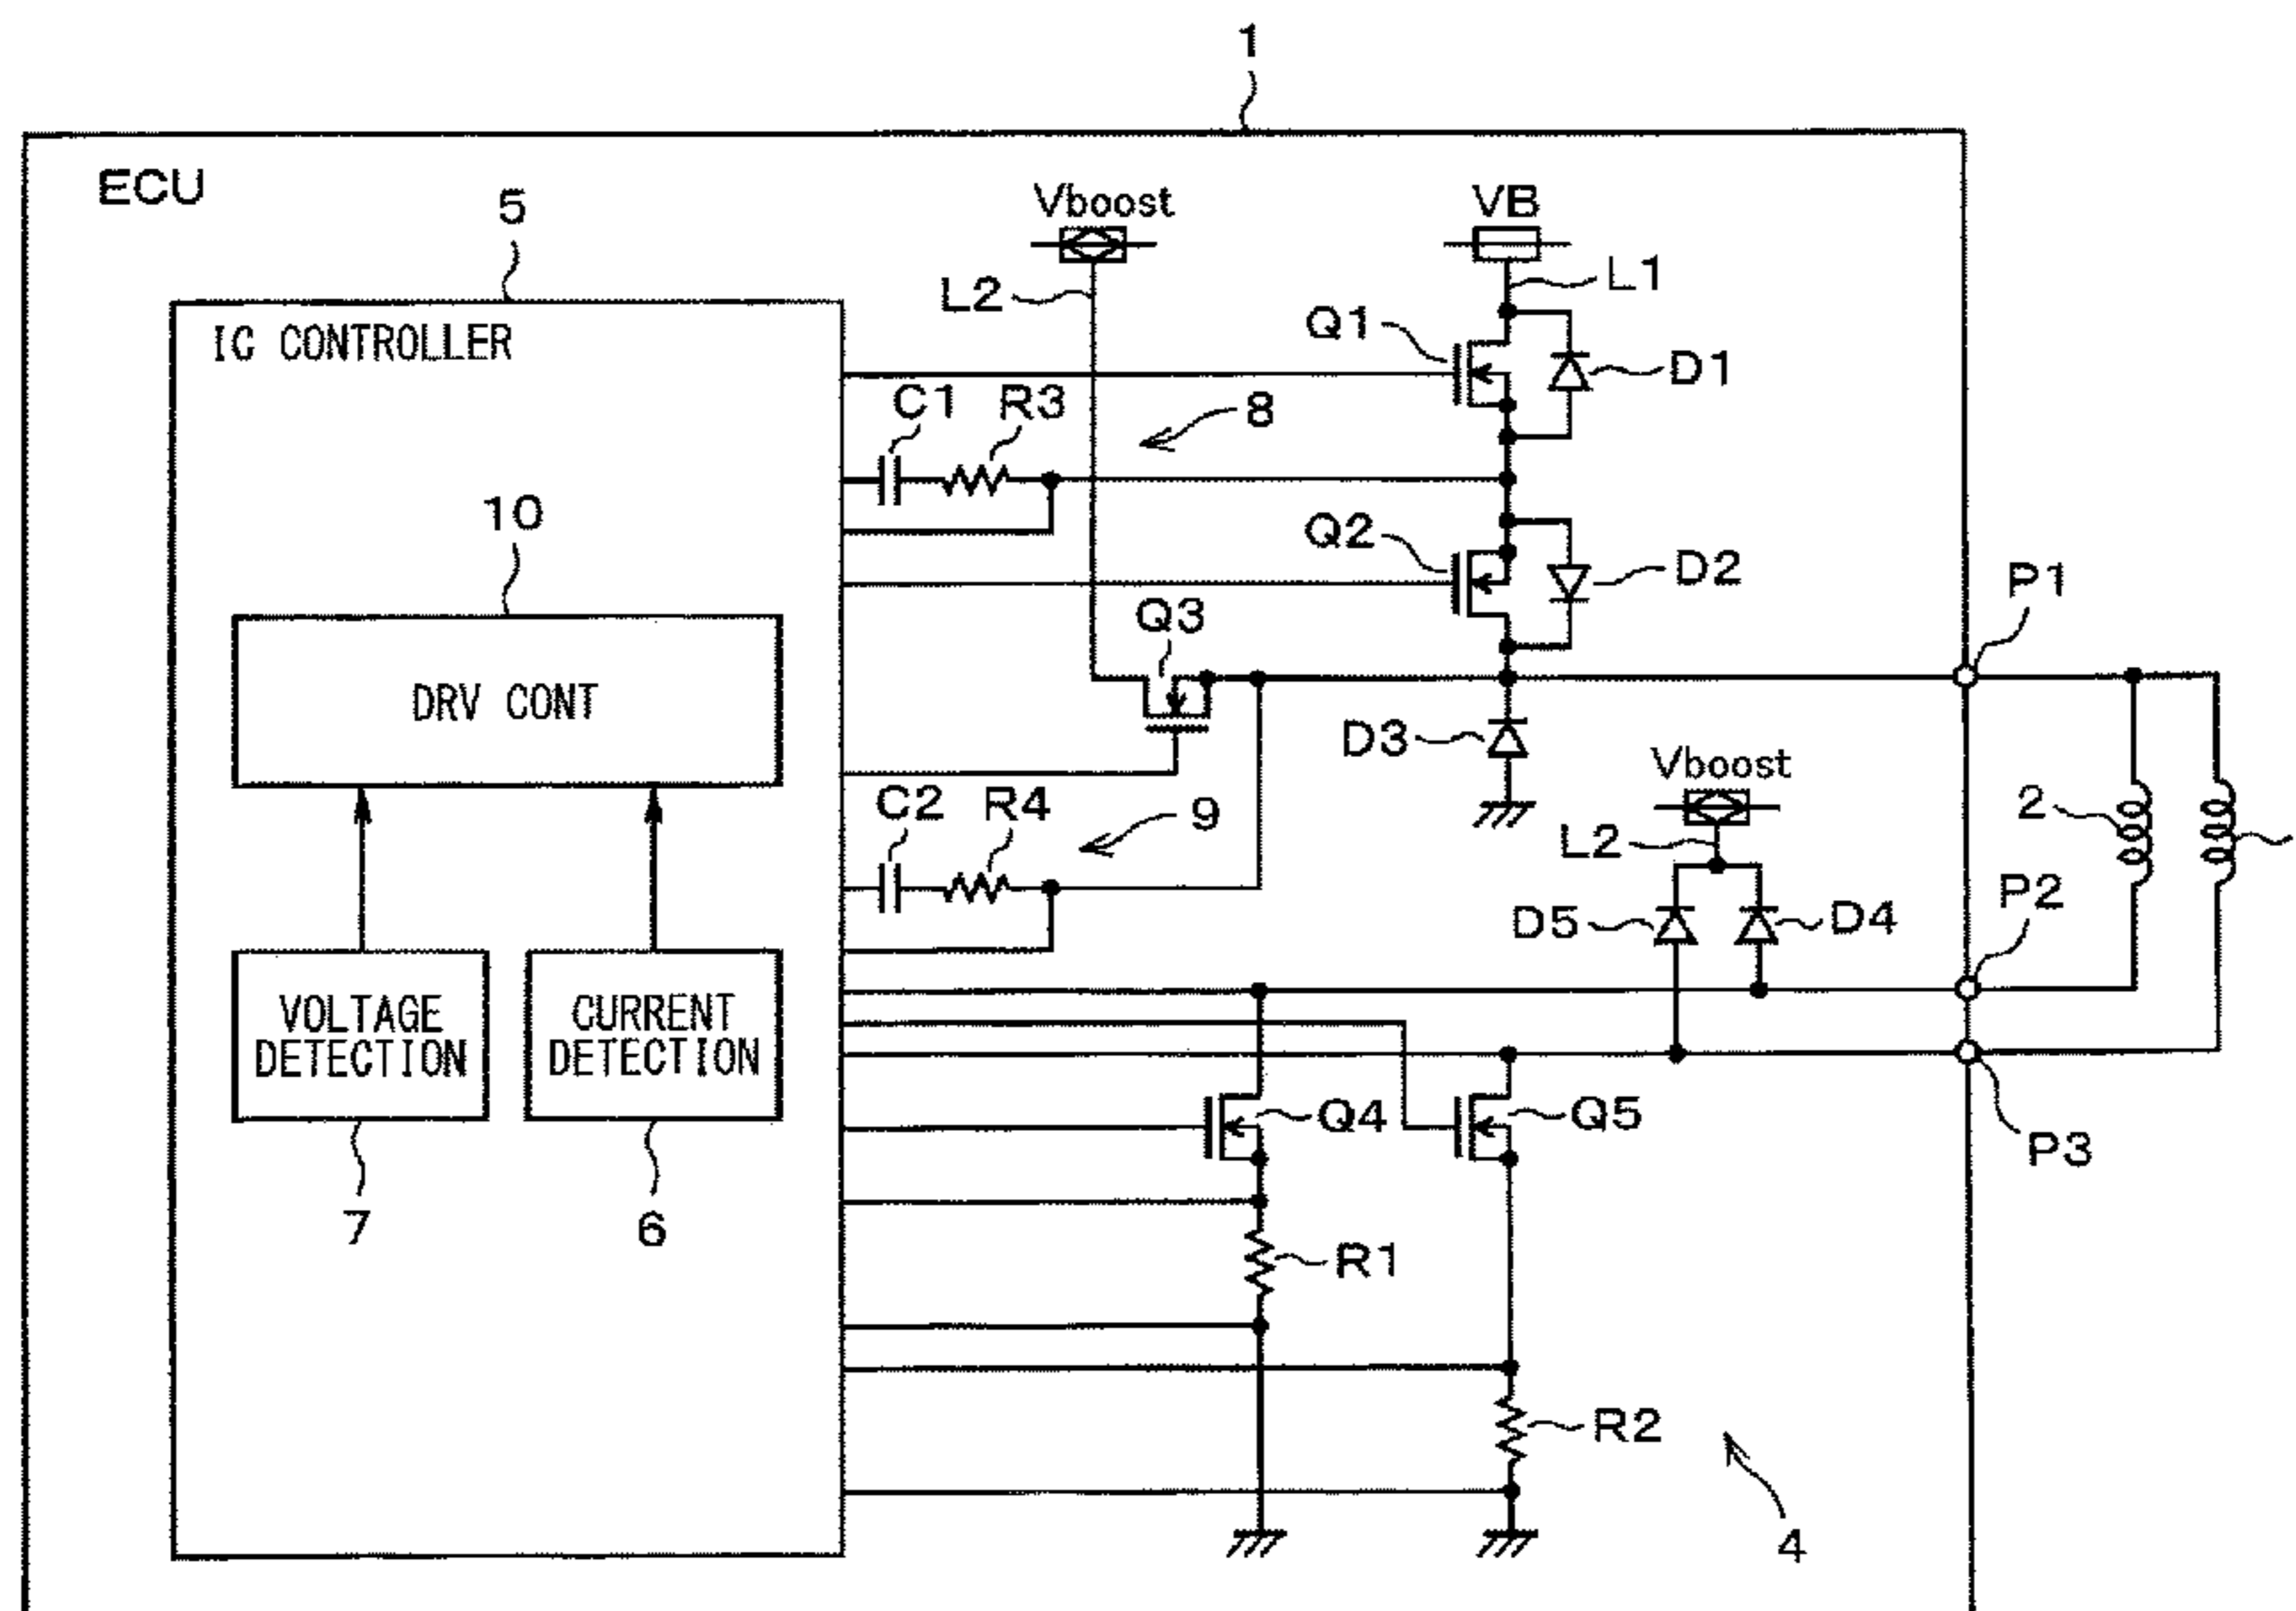 1
ECU
5
Vboost
VB
L2
L1
IC CONTROLLER
Q1
D1
C1
R3
8
10
Q2
D2
P1
Q3
DRV CONT
D3
Vboost
C2
R4
9
L2
2
P2
D5
D4
VOLTAGE
DETECTION
CURRENT
DETECTION
Q4
Q5
P3
7
6
R1
R2
4